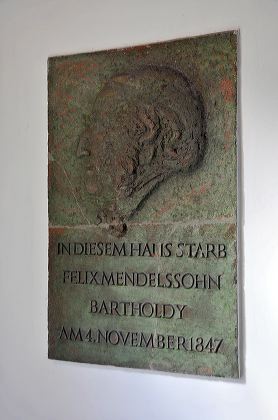 IN DIESEM HAUS STARB
FELIX MENDELSSOHN
BARTHOLDY
AM 4. NOVEMBER 1847